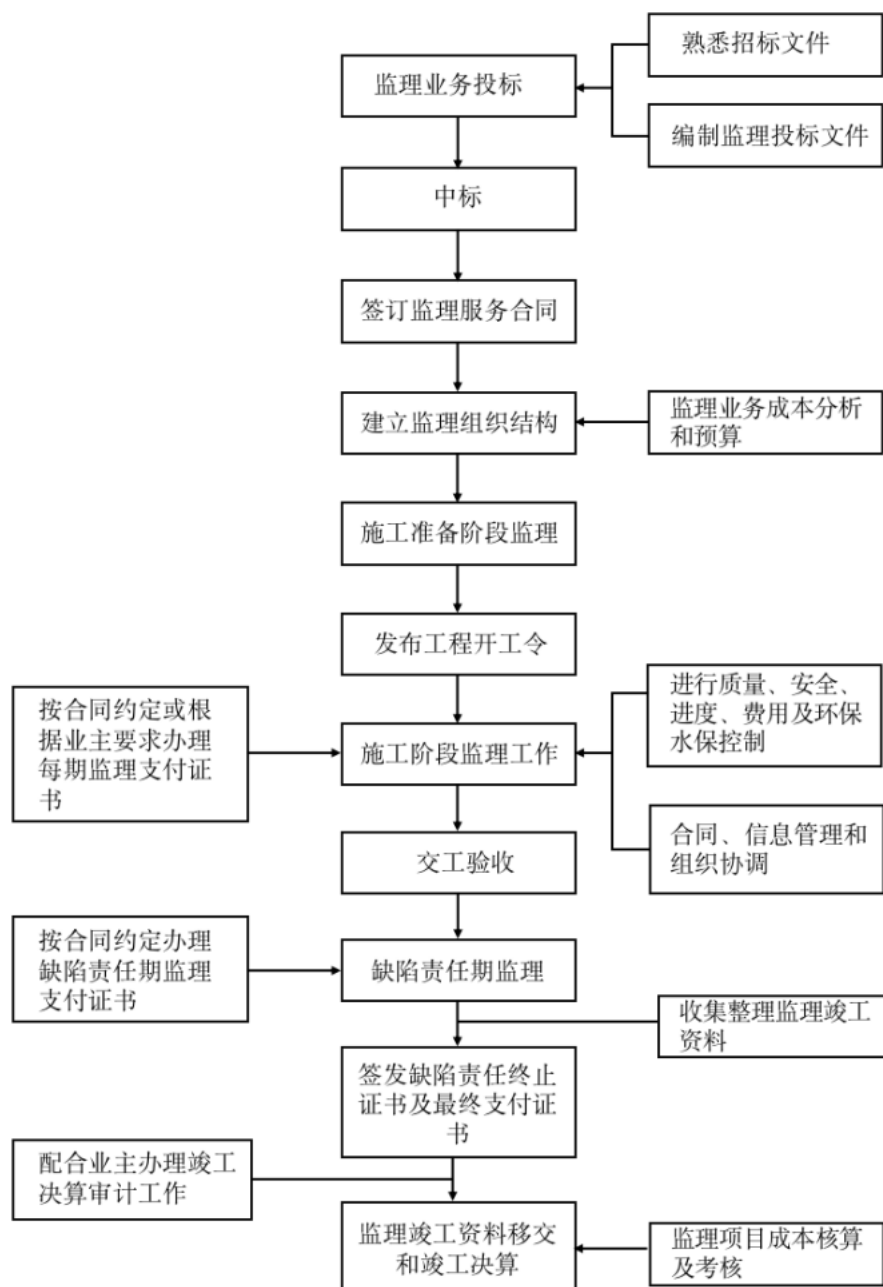 熟悉招标文件
监理业务投标
编制监理投标文件
中标
签订监理服务合同
建立监理组织结构
监理业务成本分析
和预算
施工准备阶段监理
发布工程开工令
按合同约定或根
据业主要求办理
每期监理支付证
书
施工阶段监理工作
进行质量、安全、
进度、费用及环保
水保控制
合同、信息管理和
组织协调
交工验收
按合同约定办理
缺陷责任期监理
支付证书
缺陷责任期监理
收集整理监理竣工
资料
签发缺陷责任终止
证书及最终支付证
书
配合业主办理竣工
决算审计工作
监理竣工资料移交
和竣工决算
监理项目成本核算
及考核